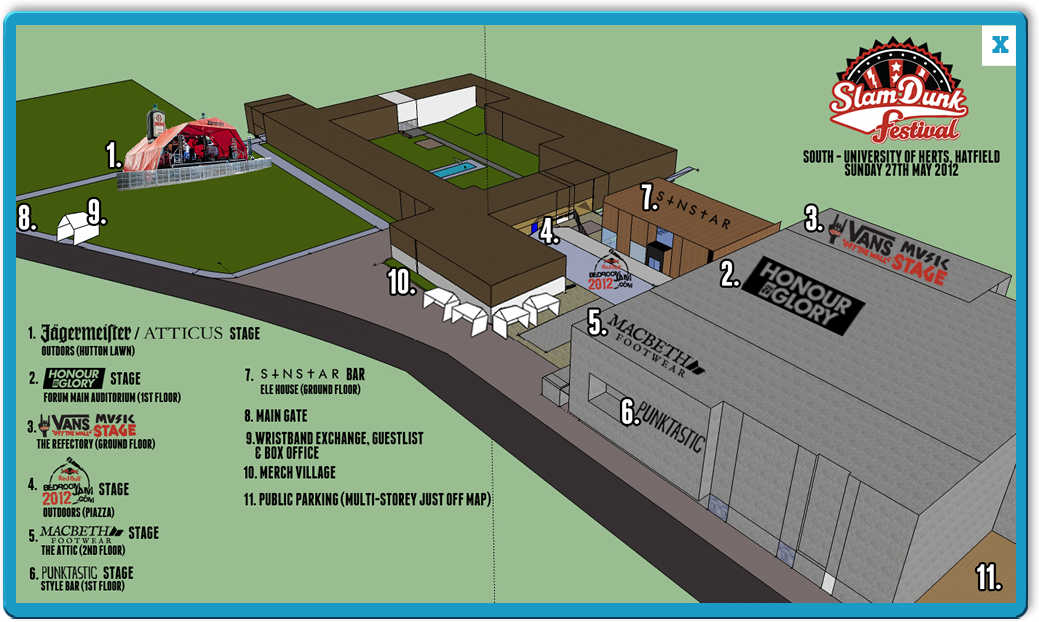 X
Slam Dunk
Festival
SOUTH - UNIVERSITY OF HERTS, HATFIELD
SUNDAY 27TH MAY 2012
1.
8.
9.
10.
4.
Red Bull
BEDROOM
JAM
2012
.COM
7. S†NS†AR
3. VANS
"OFF THE WALL"
MUSIC
STAGE
2. HONOUR
GLORY
5. MACBETH
FOOTWEAR
6. PUNKTASTIC
11.
1. Jägermeister / ATTICUS STAGE
OUTDORS (HUTTON LAWN)
2. HONOUR GLORY STAGE
FORUM MAIN AUDITORIUM (1ST FLOOR)
3. VANS "OFF THE WALL" MUSIC STAGE
THE REFECTORY (GROUND FLOOR)
4. Red Bull BEDROOM JAM 2012 .COM STAGE
OUTDOORS (PIAZZA)
5. MACBETH FOOTWEAR STAGE
THE ATTIC (2ND FLOOR)
6. PUNKTASTIC STAGE
STYLE BAR (1ST FLOOR)
7. S†NS†AR BAR
ELE HOUSE (GROUND FLOOR)
8. MAIN GATE
9. WRISTBAND EXCHANGE, GUESTLIST
& BOX OFFICE
10. MERCH VILLAGE
11. PUBLIC PARKING (MULTI-STOREY JUST OFF MAP)